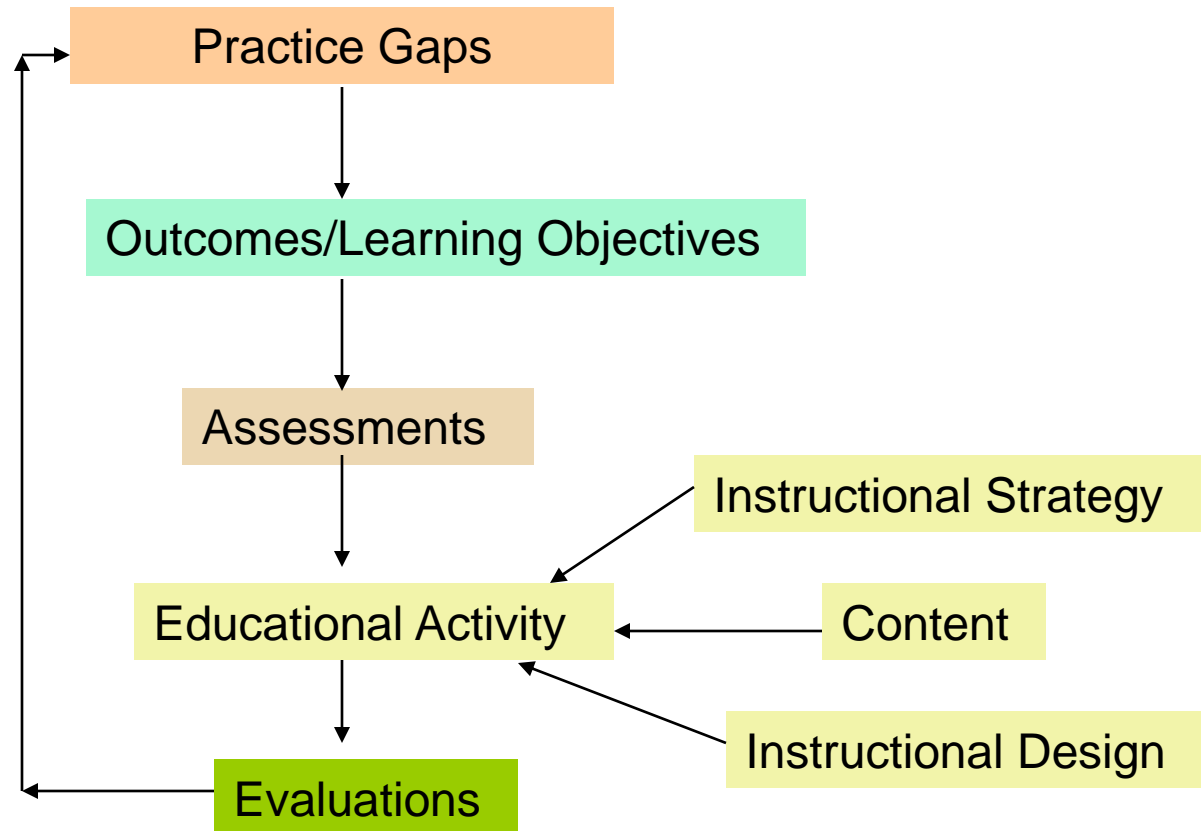 Practice Gaps
Outcomes/Learning Objectives
Assessments
Instructional Strategy
Educational Activity
Content
Instructional Design
Evaluations